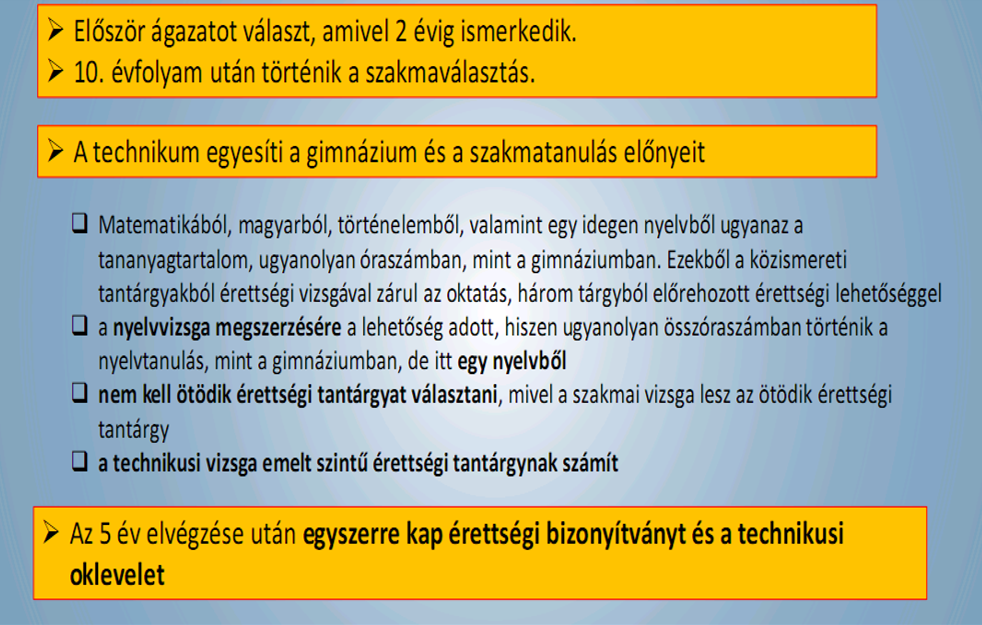 ➢ Először ágazatot választ, amivel 2 évig ismerkedik.
➢ 10. évfolyam után történik a szakmaválasztás.
➢ A technikum egyesíti a gimnázium és a szakmatanulás előnyeit
❑ Matematikából, magyarból, történelemből, valamint egy idegen nyelvből ugyanaz a
tananyagtartalom, ugyanolyan óraszámban, mint a gimnáziumban. Ezekből a közismereti
tantárgyakból érettségi vizsgával zárul az oktatás, három tárgyból előrehozott érettségi lehetőséggel
❑ a nyelvvizsga megszerzésére a lehetőség adott, hiszen ugyanolyan összóraszámban történik a
nyelvtanulás, mint a gimnáziumban, de itt egy nyelvből
❑ nem kell ötödik érettségi tantárgyat választani, mivel a szakmai vizsga lesz az ötödik érettségi
tantárgy
❑ a technikusi vizsga emelt szintű érettségi tantárgynak számít
➢ Az 5 év elvégzése után egyszerre kap érettségi bizonyítványt és a technikusi
oklevelet